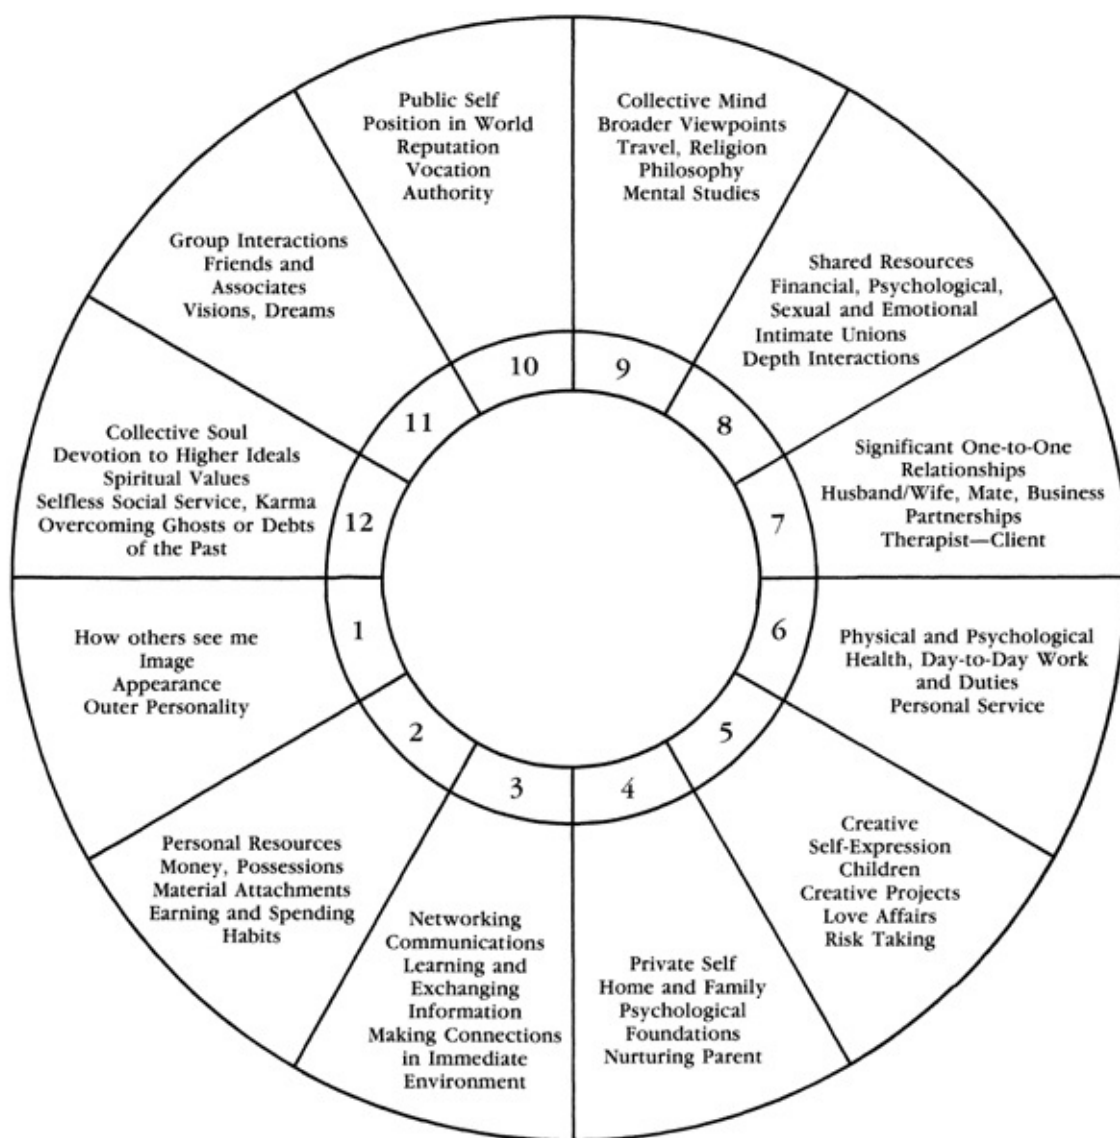 Public Self
Position in World
Reputation
Vocation
Authority
Collective Mind
Broader Viewpoints
Travel, Religion
Philosophy
Mental Studies
Group Interactions
Friends and
Associates
Visions, Dreams
Shared Resources
Financial, Psychological,
Sexual and Emotional
Intimate Unions
Depth Interactions
Collective Soul
Devotion to Higher Ideals
Spiritual Values
Selfless Social Service, Karma
Overcoming Ghosts or Debts
of the Past
Significant One-to-One
Relationships
Husband/Wife, Mate, Business
Partnerships
Therapist—Client
10
9
11
8
12
7
1
6
2
5
3
4
How others see me
Image
Appearance
Outer Personality
Physical and Psychological
Health, Day-to-Day Work
and Duties
Personal Service
Personal Resources
Money, Possessions
Material Attachments
Earning and Spending
Habits
Creative
Self-Expression
Children
Creative Projects
Love Affairs
Risk Taking
Networking
Communications
Learning and
Exchanging
Information
Making Connections
in Immediate
Environment
Private Self
Home and Family
Psychological
Foundations
Nurturing Parent